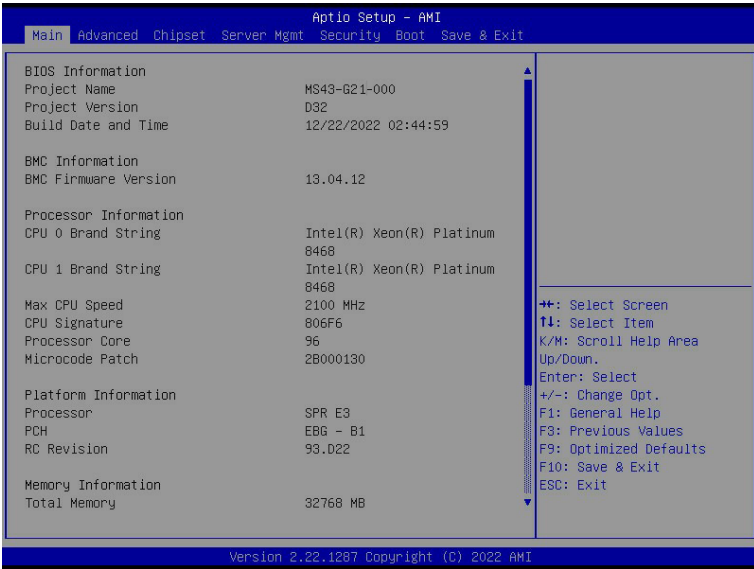 Aptio Setup – AMI
Main Advanced Chipset Server Mgmt Security Boot Save & Exit
BIOS Information
Project Name MS43-G21-000
Project Version D32
Build Date and Time 12/22/2022 02:44:59
BMC Information
BMC Firmware Version 13.04.12
Processor Information
CPU 0 Brand String Intel(R) Xeon(R) Platinum
8468
CPU 1 Brand String Intel(R) Xeon(R) Platinum
8468
Max CPU Speed 2100 MHz
CPU Signature 806F6
Processor Core 96
Microcode Patch 2B000130
Platform Information
Processor SPR E3
PCH EBG - B1
RC Revision 93.D22
Memory Information
Total Memory 32768 MB
→←: Select Screen
↑↓: Select Item
K/M: Scroll Help Area
Up/Down.
Enter: Select
+/-: Change Opt.
F1: General Help
F3: Previous Values
F9: Optimized Defaults
F10: Save & Exit
ESC: Exit
Version 2.22.1287 Copyright (C) 2022 AMI